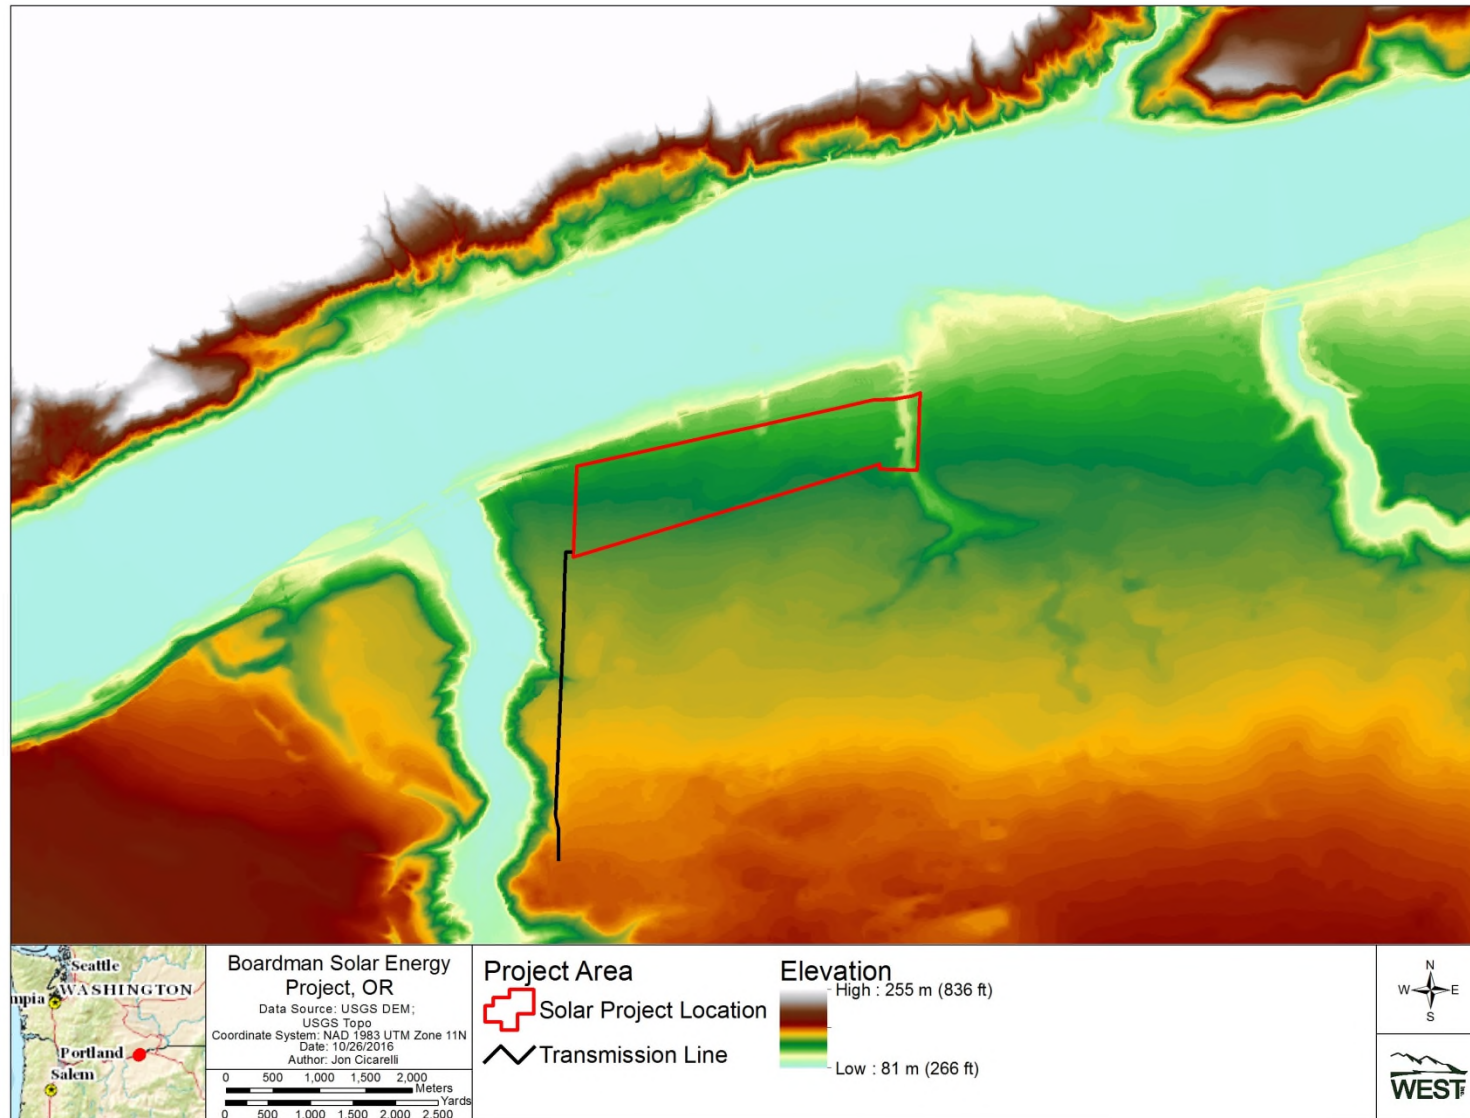 Seattle
mpia
WASHINGTON
Portland
Salem
Boardman Solar Energy
Project, OR
Data Source: USGS DEM;
USGS Topo
Coordinate System: NAD 1983 UTM Zone 11N
Date: 10/26/2016
Author: Jon Cicarelli
0 500 1,000 1,500 2,000
Meters
Yards
0 500 1,000 1,500 2,000 2,500
Project Area
Solar Project Location
Transmission Line
Elevation
High : 255 m (836 ft)
Low : 81 m (266 ft)
N
W E
S
WEST